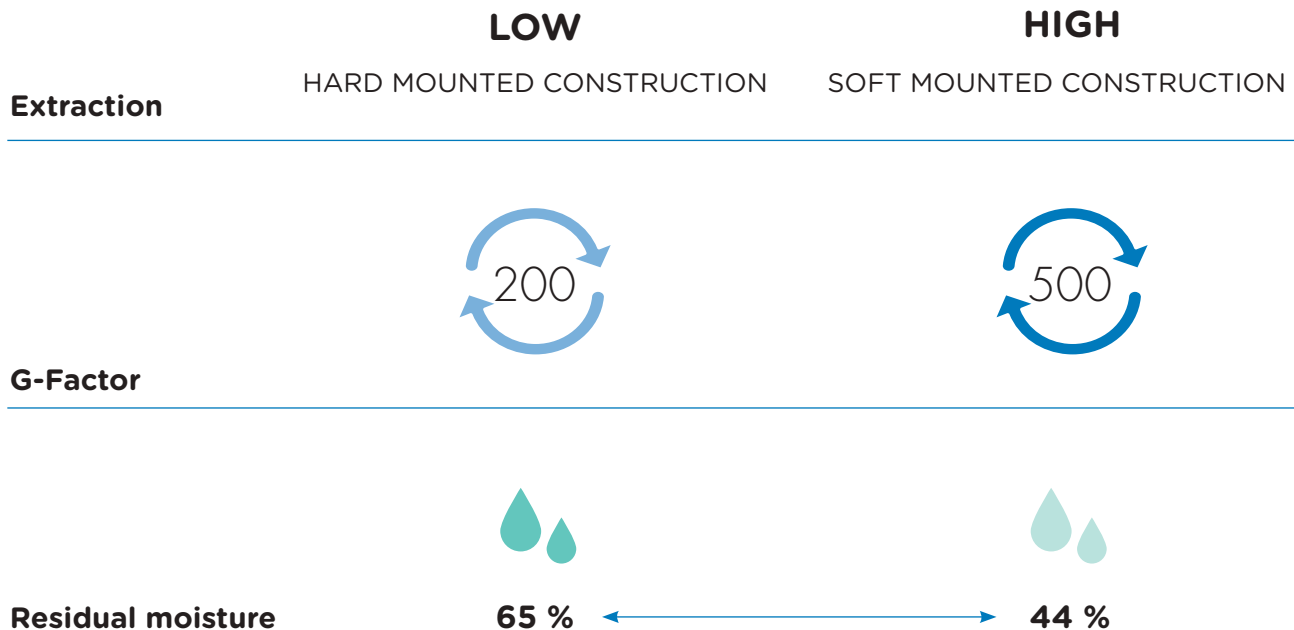 LOW
HIGH
HARD MOUNTED CONSTRUCTION
SOFT MOUNTED CONSTRUCTION
Extraction
200
500
G-Factor
Residual moisture
65 %
44 %